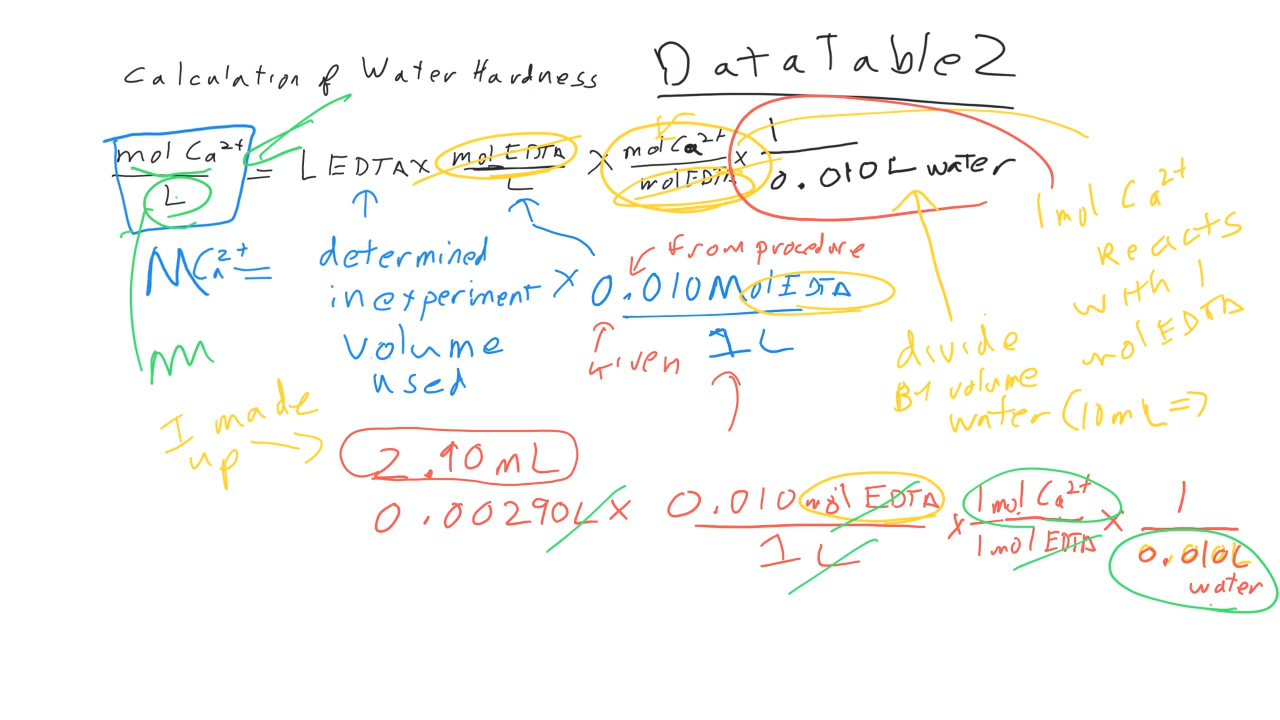 Calculation of Water Hardness
Data Table 2
mol Ca²⁺ / L = L EDTA × mol EDTA / L × mol Ca²⁺ / mol EDTA × 1 / 0.010 L water
M Ca²⁺ =
determined
in experiment
volume
used
× 0.010 Mol EDTA / 1 L
from procedure
Given
1 mol Ca²⁺
reacts
with 1
mol EDTA
divide
By volume
water (10 mL =>
M
I made
up
2.90 mL
0.00290 L × 0.010 mol EDTA / 1 L × 1 mol Ca²⁺ / 1 mol EDTA × 1 / 0.010 L
water